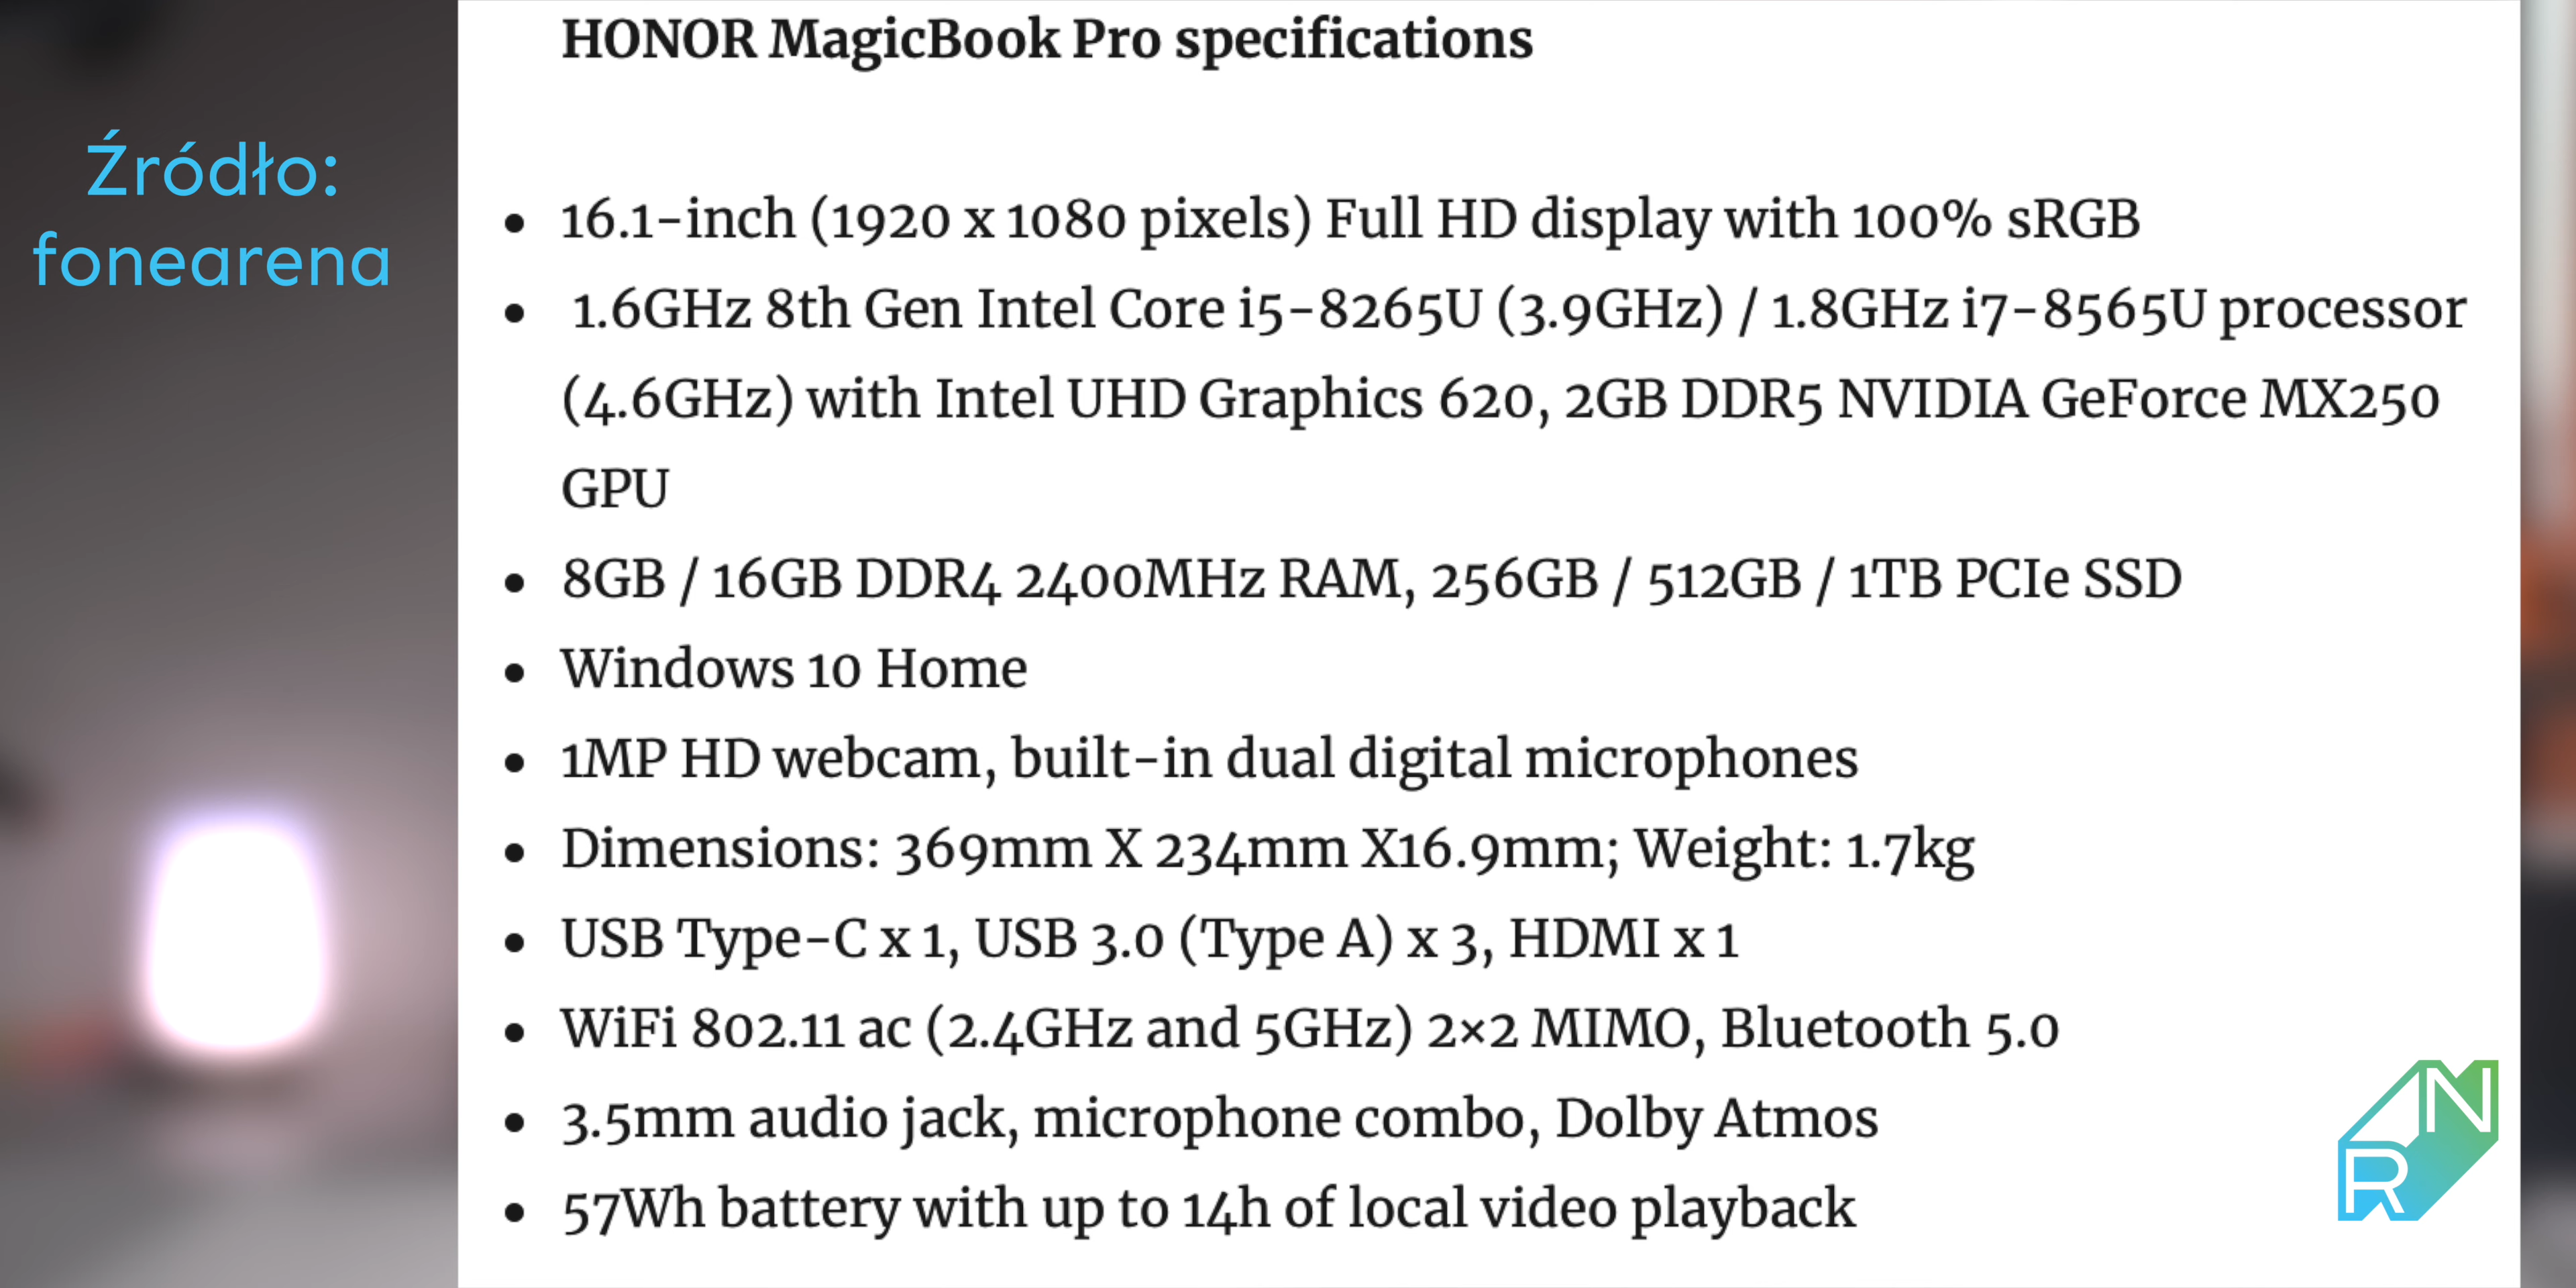 Źródło:
fonearena
HONOR MagicBook Pro specifications
• 16.1-inch (1920 x 1080 pixels) Full HD display with 100% sRGB
• 1.6GHz 8th Gen Intel Core i5-8265U (3.9GHz) / 1.8GHz i7-8565U processor
(4.6GHz) with Intel UHD Graphics 620, 2GB DDR5 NVIDIA GeForce MX250
GPU
• 8GB / 16GB DDR4 2400MHz RAM, 256GB / 512GB / 1TB PCIe SSD
• Windows 10 Home
• 1MP HD webcam, built-in dual digital microphones
• Dimensions: 369mm X 234mm X16.9mm; Weight: 1.7kg
• USB Type-C x 1, USB 3.0 (Type A) x 3, HDMI x 1
• WiFi 802.11 ac (2.4GHz and 5GHz) 2×2 MIMO, Bluetooth 5.0
• 3.5mm audio jack, microphone combo, Dolby Atmos
• 57Wh battery with up to 14h of local video playback
RN